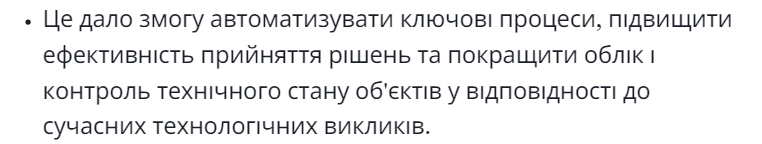 • Це дало змогу автоматизувати ключові процеси, підвищити
ефективність прийняття рішень та покращити облік і
контроль технічного стану об'єктів у відповідності до
сучасних технологічних викликів.